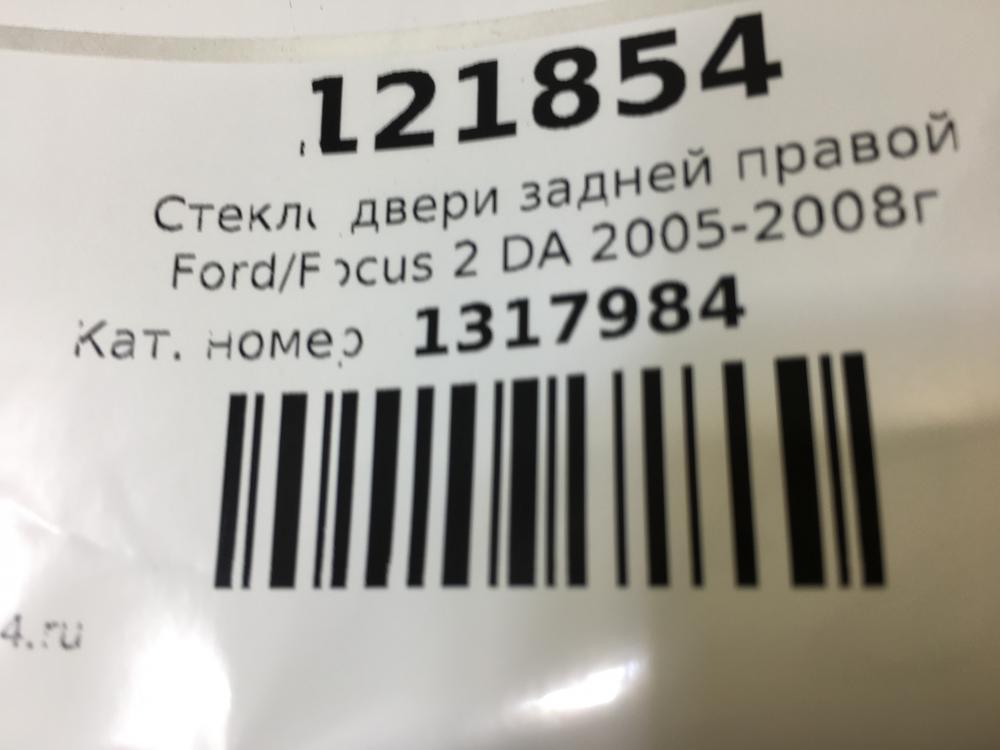 121854
Стекло двери задней правой
Ford/Focus 2 DA 2005-2008г
Кат. номер 1317984
4.ru